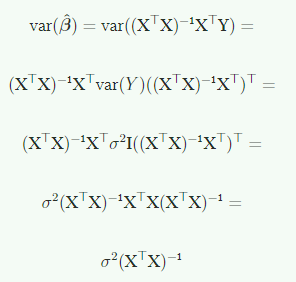 var(β̂) = var((XᵀX)⁻¹XᵀY) =
(XᵀX)⁻¹Xᵀvar(Y)((XᵀX)⁻¹Xᵀ)ᵀ =
(XᵀX)⁻¹Xᵀσ²I((XᵀX)⁻¹Xᵀ)ᵀ =
σ²(XᵀX)⁻¹XᵀX(XᵀX)⁻¹ =
σ²(XᵀX)⁻¹